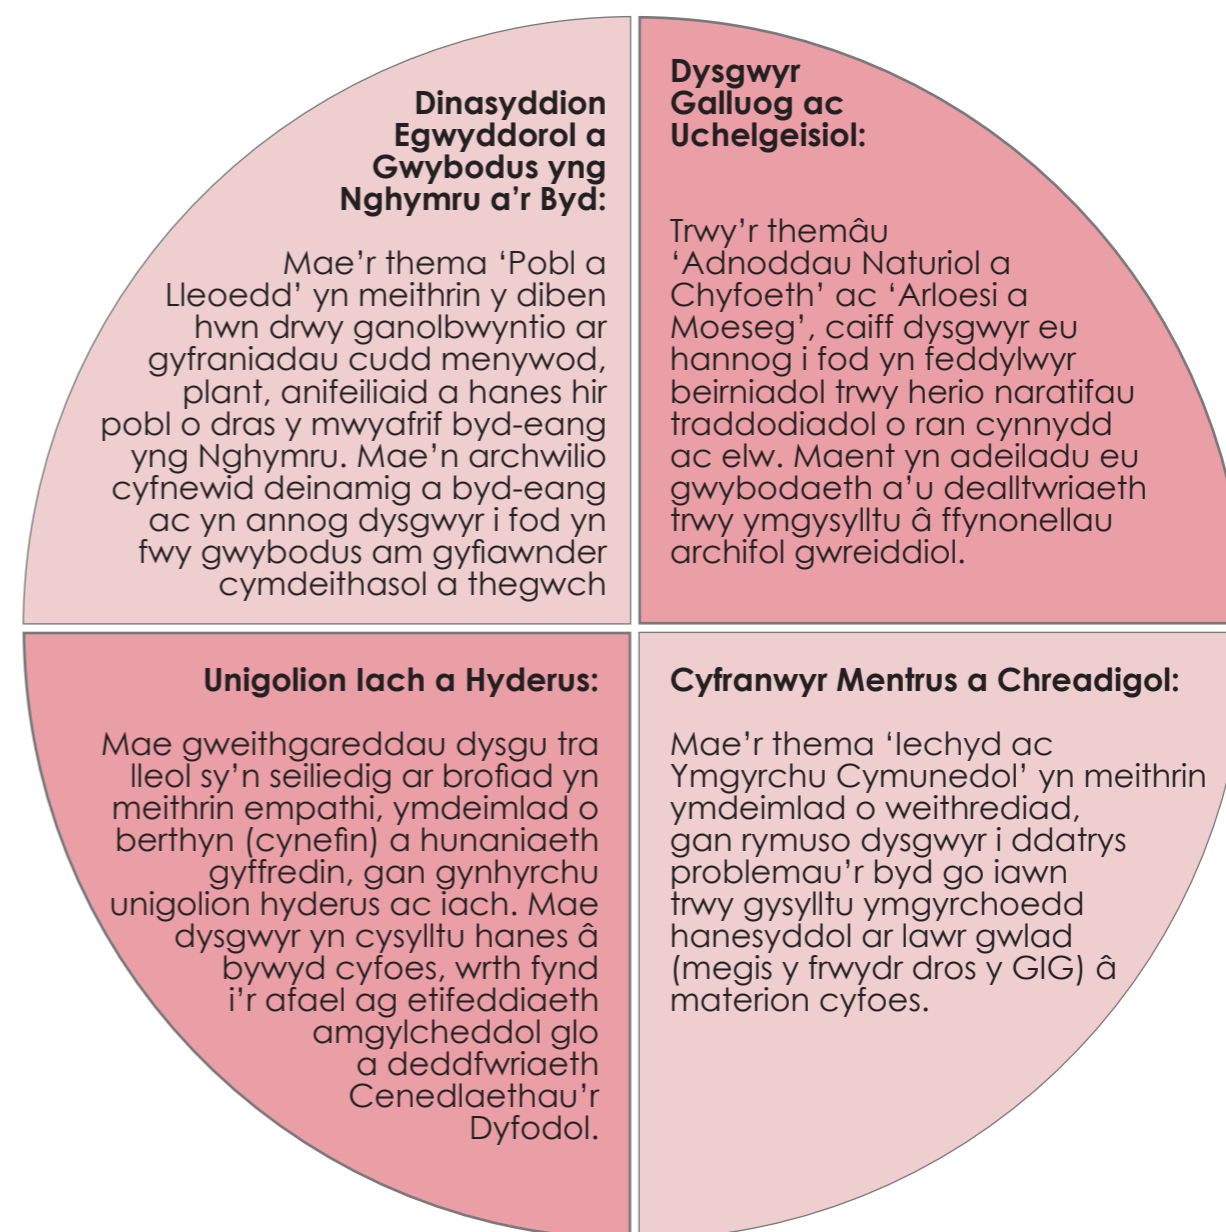 Dinasyddion
Egwyddorol a
Gwybodus yng
Nghymru a’r Byd:
Mae’r thema ‘Pobl a
Lleoedd’ yn meithrin y diben
hwn drwy ganolbwyntio ar
gyfraniadau cudd menywod,
plant, anifeiliaid a hanes hir
pobl o dras y mwyafrif byd-eang
yng Nghymru. Mae’n archwilio
cyfnewid deinamig a byd-eang
ac yn annog dysgwyr i fod yn
fwy gwybodus am gyfiawnder
cymdeithasol a thegwch
Dysgwyr
Galluog ac
Uchelgeisiol:
Trwy’r themâu
‘Adnoddau Naturiol a
Chyfoeth’ ac ‘Arloesi a
Moeseg’, caiff dysgwyr eu
hannog i fod yn feddylwyr
beirniadol trwy herio naratifau
traddodiadol o ran cynnydd
ac elw. Maent yn adeiladu eu
gwybodaeth a’u dealltwriaeth
trwy ymgysylltu â ffynonellau
archifol gwreiddiol.
Unigolion Iach a Hyderus:
Mae gweithgareddau dysgu tra
lleol sy’n seiliedig ar brofiad yn
meithrin empathi, ymdeimlad o
berthyn (cynefin) a hunaniaeth
gyffredin, gan gynhyrchu
unigolion hyderus ac iach. Mae
dysgwyr yn cysylltu hanes â
bywyd cyfoes, wrth fynd
i’r afael ag etifeddiaeth
amgylcheddol glo
a deddfwriaeth
Cenedlaethau’r
Dyfodol.
Cyfranwyr Mentrus a Chreadigol:
Mae’r thema ‘Iechyd ac
Ymgyrchu Cymunedol’ yn meithrin
ymdeimlad o weithrediad,
gan rymuso dysgwyr i ddatrys
problemau’r byd go iawn
trwy gysylltu ymgyrchoedd
hanesyddol ar lawr gwlad
(megis y frwydr dros y GIG) â
materion cyfoes.